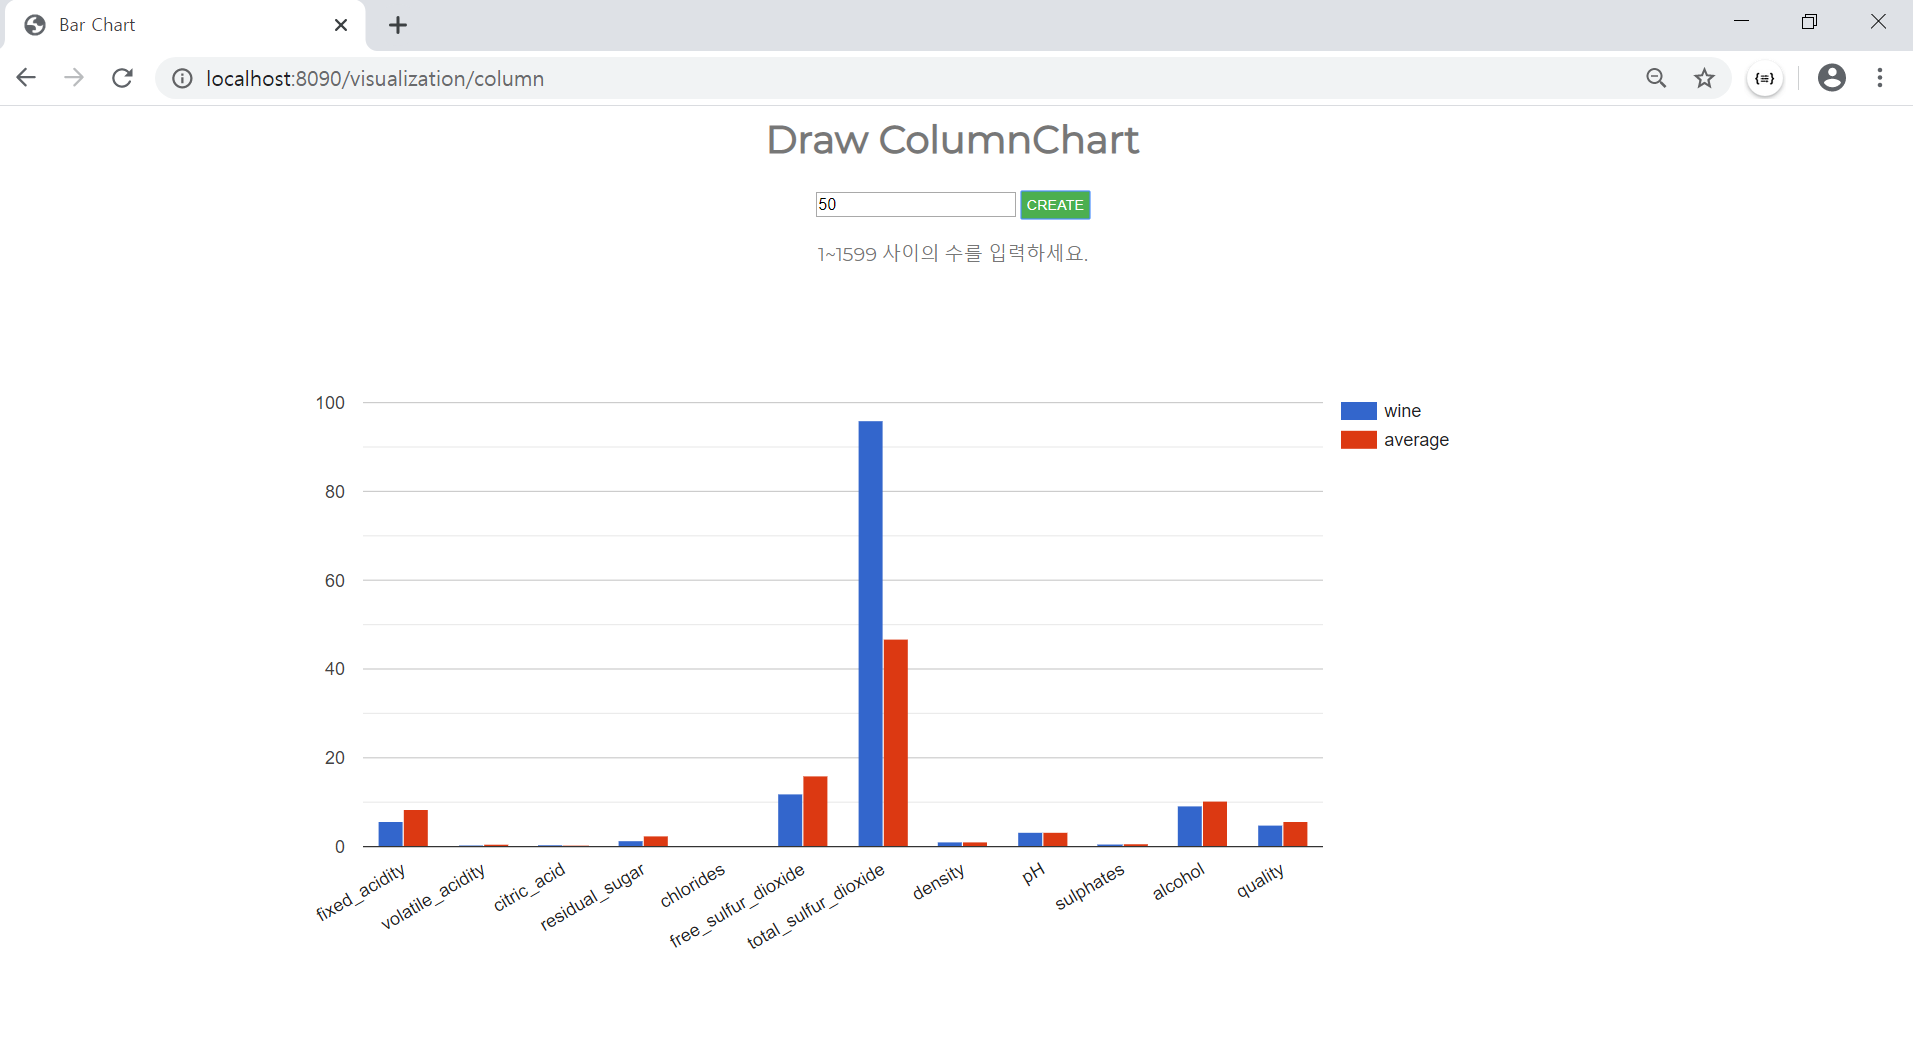 Bar Chart
localhost:8090/visualization/column
Draw ColumnChart
50 CREATE
1~1599 사이의 수를 입력하세요.
100
80
60
40
20
0
wine
average
fixed_acidity
volatile_acidity
citric_acid
residual_sugar
chlorides
free_sulfur_dioxide
total_sulfur_dioxide
density
pH
sulphates
alcohol
quality